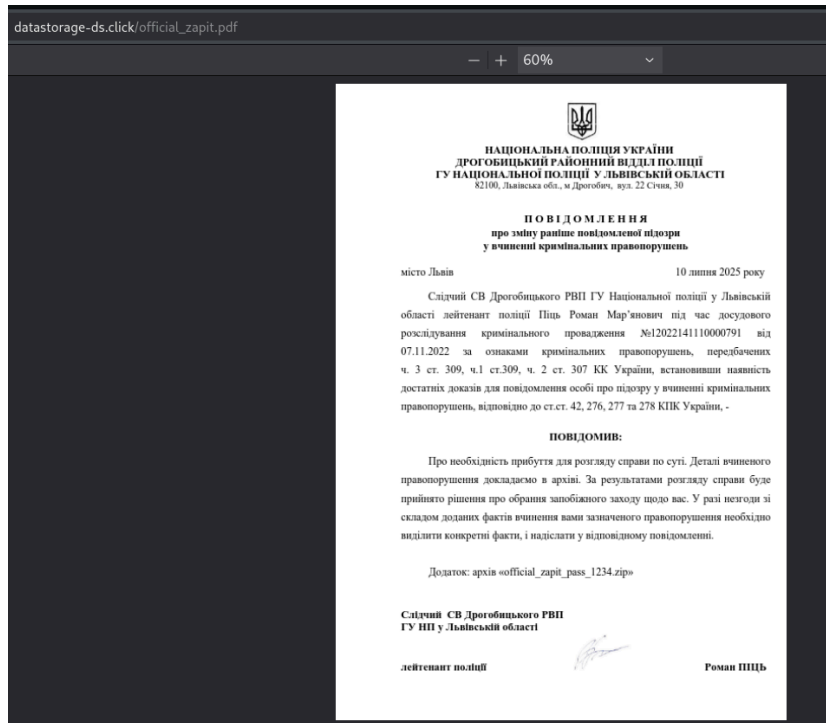 datastorage-ds.click/official_zapit.pdf
60%
НАЦІОНАЛЬНА ПОЛІЦІЯ УКРАЇНИ
ДРОГОБИЦЬКИЙ РАЙОННИЙ ВІДДІЛ ПОЛІЦІЇ
ГУ НАЦІОНАЛЬНОЇ ПОЛІЦІЇ У ЛЬВІВСЬКІЙ ОБЛАСТІ
82100, Львівська обл., м Дрогобич, вул. 22 Січня, 30
П О В І Д О М Л Е Н Н Я
про зміну раніше повідомленої підозри
у вчиненні кримінальних правопорушень
місто Львів 10 липня 2025 року
Слідчий СВ Дрогобицького РВП ГУ Національної поліції у Львівській
області лейтенант поліції Піць Роман Мар’янович під час досудового
розслідування кримінального провадження №12022141110000791 від
07.11.2022 за ознаками кримінальних правопорушень, передбачених
ч. 3 ст. 309, ч.1 ст.309, ч. 2 ст. 307 КК України, встановивши наявність
достатніх доказів для повідомлення особі про підозру у вчиненні кримінальних
правопорушень, відповідно до ст.ст. 42, 276, 277 та 278 КПК України, -
ПОВІДОМИВ:
Про необхідність прибуття для розгляду справи по суті. Деталі вчиненого
правопорушення докладаємо в архіві. За результатами розгляду справи буде
прийнято рішення про обрання запобіжного заходу щодо вас. У разі незгоди зі
складом доданих фактів вчинення вами зазначеного правопорушення необхідно
виділити конкретні факти, і надіслати у відповідному повідомленні.
Додаток: архів «official_zapit_pass_1234.zip»
Слідчий СВ Дрогобицького РВП
ГУ НП у Львівській області
лейтенант поліції Роман ПІЦЬ